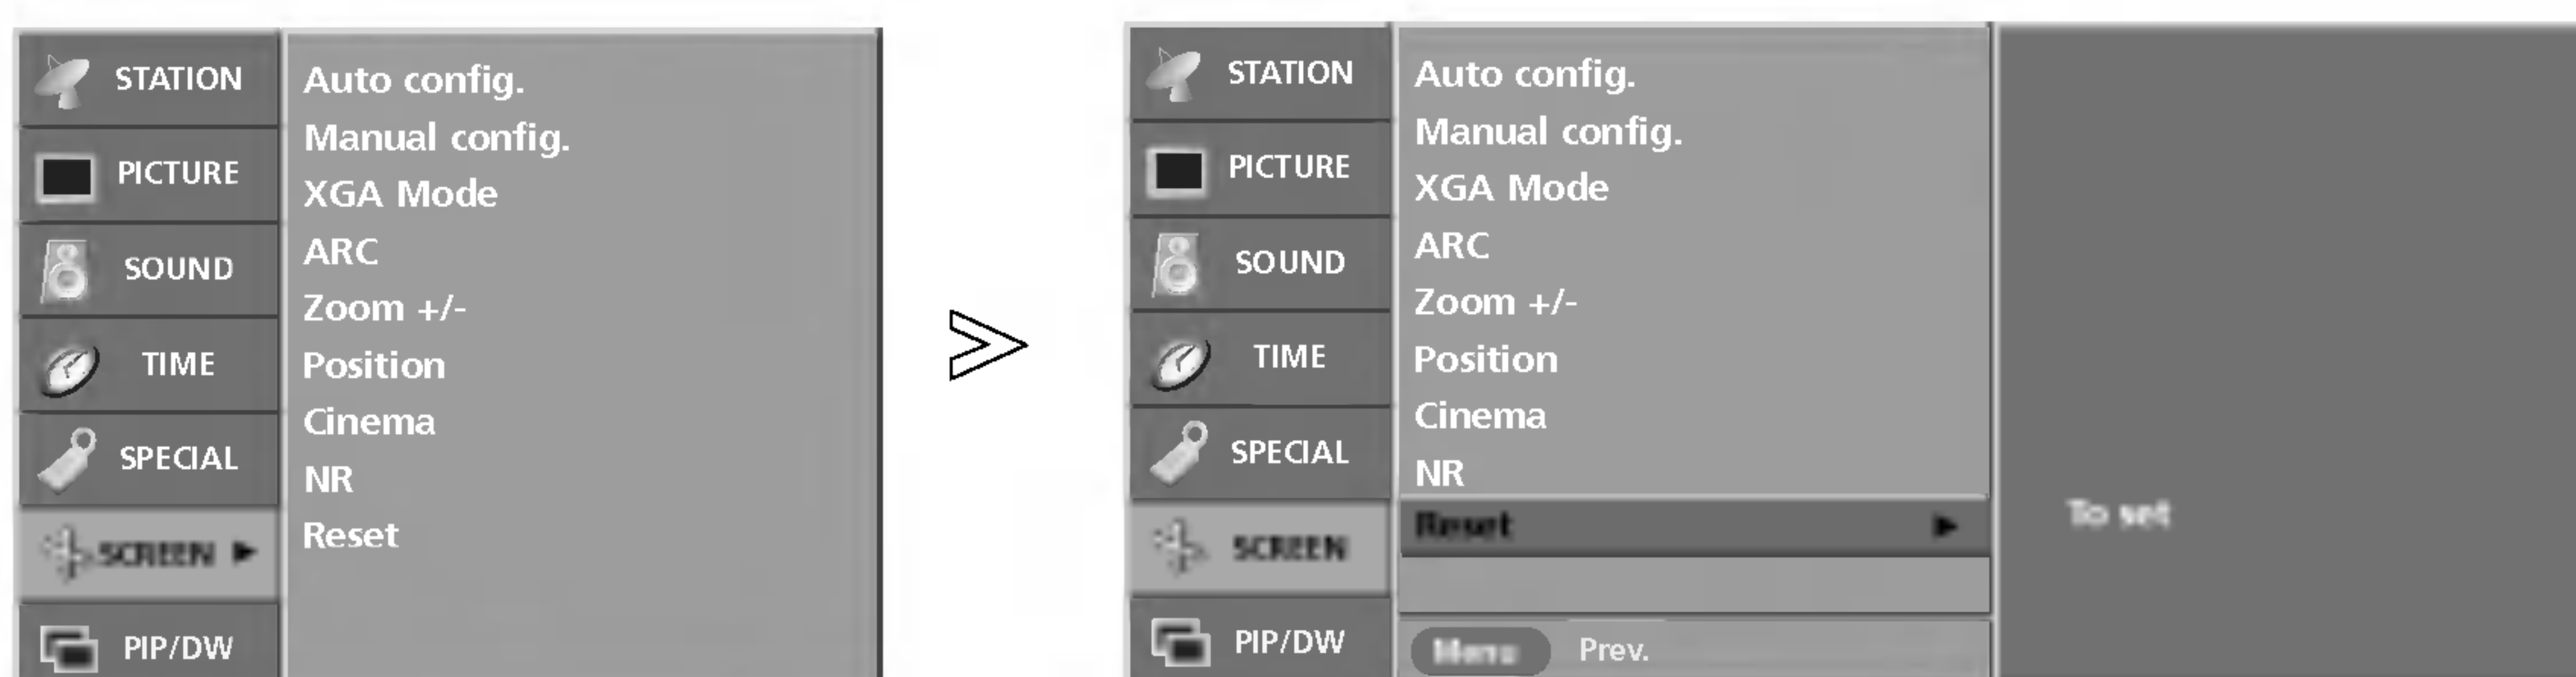 STATION
PICTURE
SOUND
TIME
SPECIAL
SCREEN
PIP/DW
Auto config.
Manual config.
XGA Mode
ARC
Zoom +/-
Position
Cinema
NR
Reset
STATION
PICTURE
SOUND
TIME
SPECIAL
SCREEN
PIP/DW
Auto config.
Manual config.
XGA Mode
ARC
Zoom +/-
Position
Cinema
NR
Reset
Menu Prev.
To set